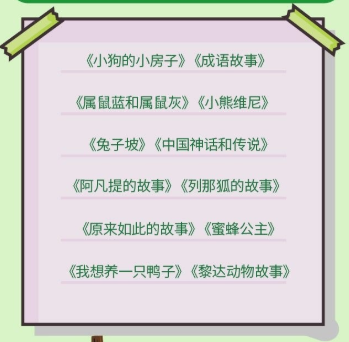 《小狗的小房子》《成语故事》
《属鼠蓝和属鼠灰》《小熊维尼》
《兔子坡》《中国神话和传说》
《阿凡提的故事》《列那狐的故事》
《原来如此的故事》《蜜蜂公主》
《我想养一只鸭子》《黎达动物故事》